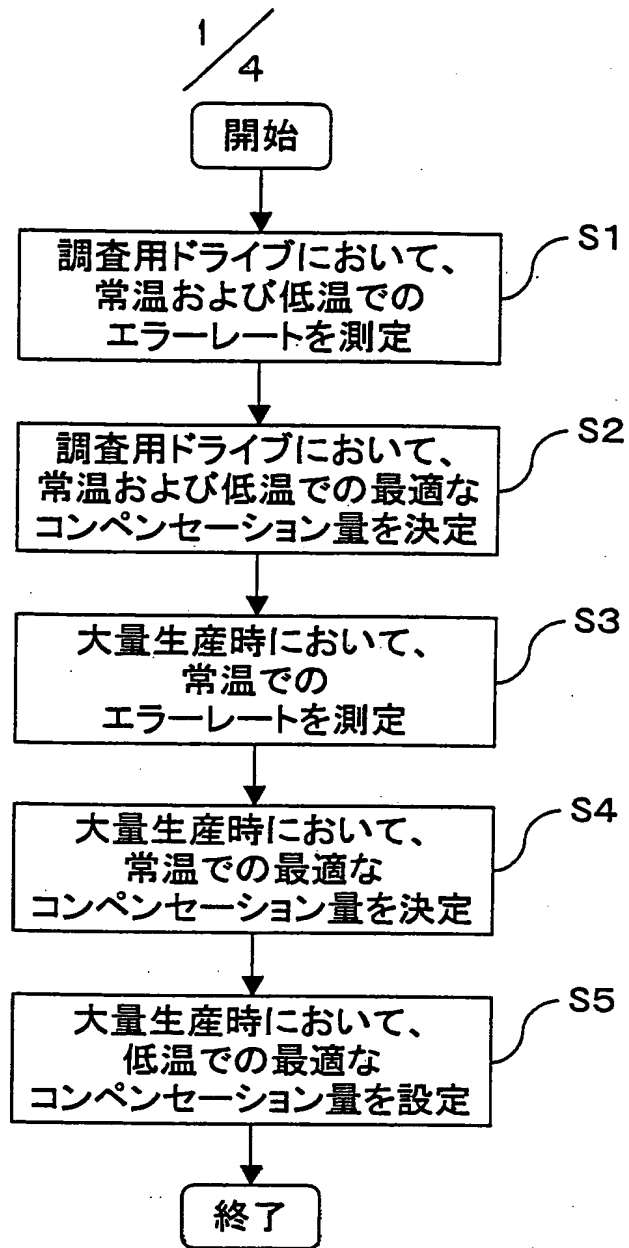 1/4
開始
調査用ドライブにおいて、
常温および低温での
エラーレートを測定
S1
調査用ドライブにおいて、
常温および低温での最適な
コンペンセーション量を決定
S2
大量生産時において、
常温での
エラーレートを測定
S3
大量生産時において、
常温での最適な
コンペンセーション量を決定
S4
大量生産時において、
低温での最適な
コンペンセーション量を設定
S5
終了